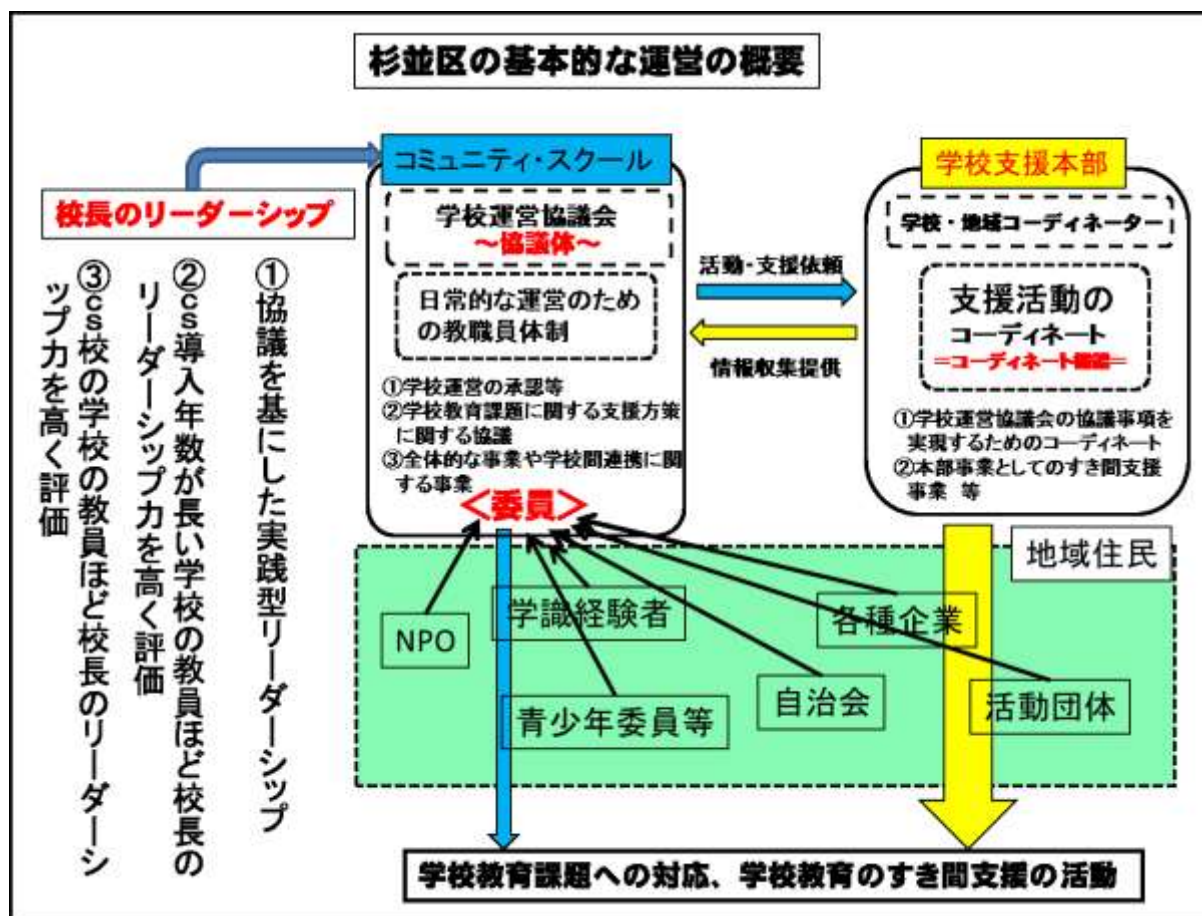 杉並区の基本的な運営の概要
校長のリーダーシップ
①協議を基にした実践型リーダーシップ
②cs導入年数が長い学校の教員ほど校長の
リーダーシップ力を高く評価
③cs校の学校の教員ほど校長のリーダーシ
ップ力を高く評価
コミュニティ・スクール
学校運営協議会
～協議体～
日常的な運営のため
の教職員体制
①学校運営の承認等
②学校教育課題に関する支援方策
に関する協議
③全体的な事業や学校間連携に関
する事業
＜委員＞
活動・支援依頼
情報収集提供
学校支援本部
学校・地域コーディネーター
支援活動の
コーディネート
=コーディネート=
①学校運営協議会の協議事項を
実現するためのコーディネート
②本部事業としてのすき間支援
事業 等
地域住民
NPO
学識経験者
青少年委員等
自治会
各種企業
活動団体
学校教育課題への対応、学校教育のすき間支援の活動